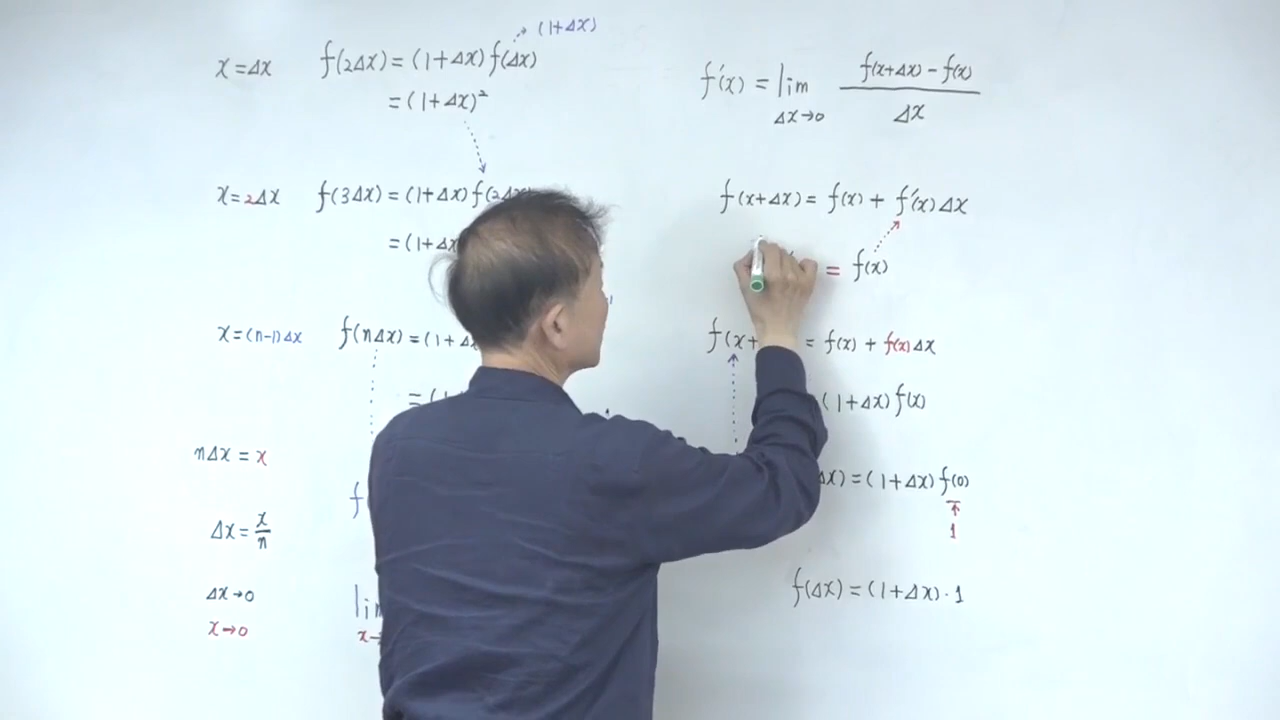 (1+Δx)
x=Δx f(2Δx) = (1+Δx) f(Δx)
= (1+Δx)²
x=2Δx f(3Δx) = (1+Δx) f(2Δx
= (1+Δx
x=(n-1)Δx f(nΔx) = (1+Δx
= (1
nΔx = x
f(
Δx = x/n
Δx→0 lim
x→0 x→
f'(x) = lim Δx→0 f(x+Δx) - f(x) / Δx
f(x+Δx) = f(x) + f'(x)Δx
= f(x)
f(x+ = f(x) + f(x)Δx
(1+Δx) f(x)
Δx) = (1+Δx) f(0)
1
f(Δx) = (1+Δx)·1